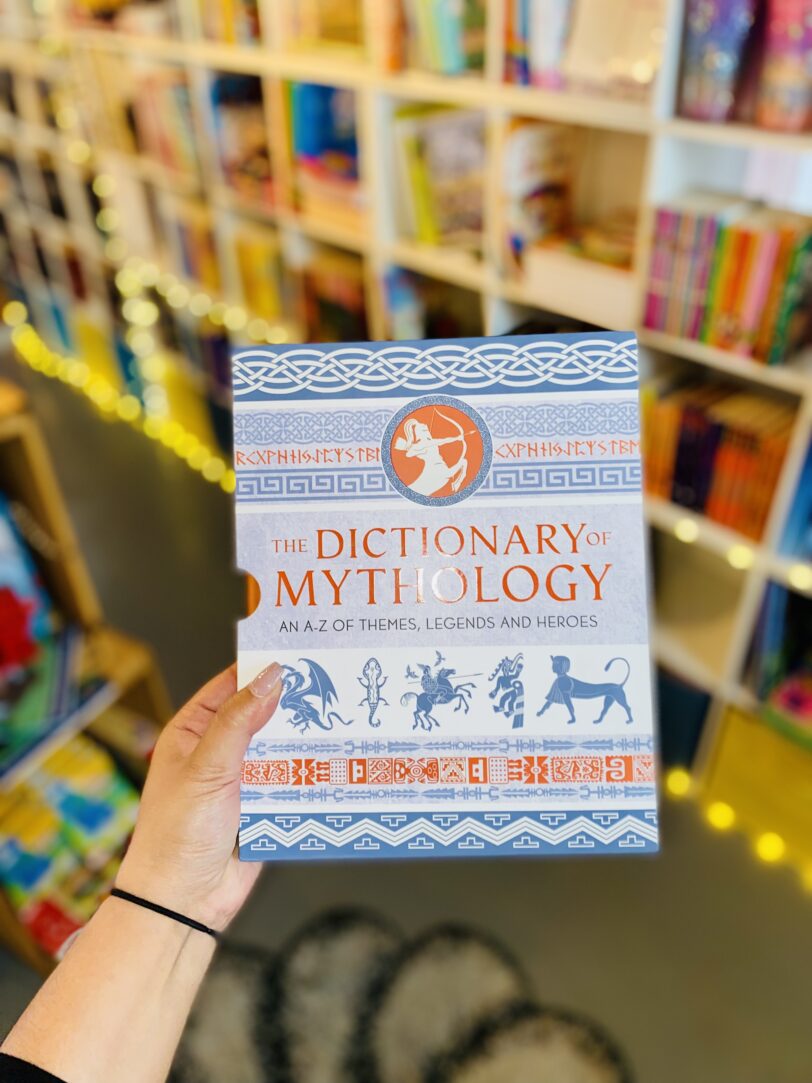 THE DICTIONARY OF
MYTHOLOGY
AN A-Z OF THEMES, LEGENDS AND HEROES